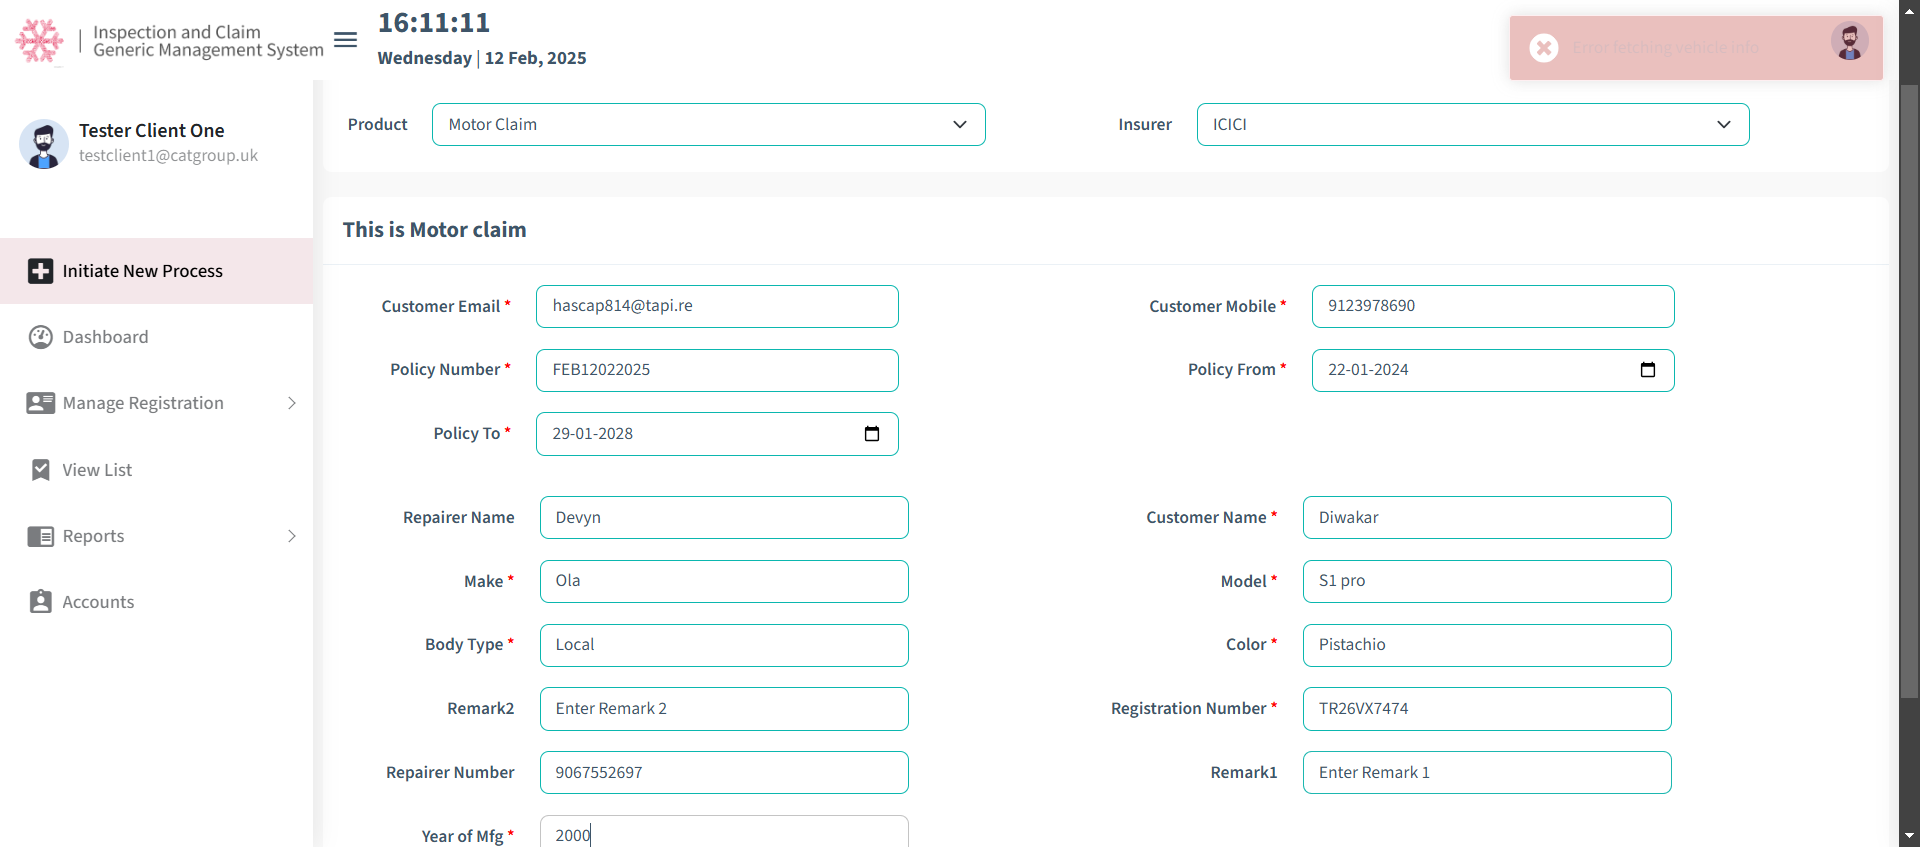 Inspection and Claim
Generic Management System
16:11:11
Wednesday | 12 Feb, 2025
Error fetching vehicle info
Tester Client One
testclient1@catgroup.uk
Product
Motor Claim
Insurer
ICICI
This is Motor claim
Initiate New Process
Dashboard
Manage Registration
View List
Reports
Accounts
Customer Email *
hascap814@tapi.re
Customer Mobile *
9123978690
Policy Number *
FEB12022025
Policy From *
22-01-2024
Policy To *
29-01-2028
Repairer Name
Devyn
Customer Name *
Diwakar
Make *
Ola
Model *
S1 pro
Body Type *
Local
Color *
Pistachio
Remark2
Enter Remark 2
Registration Number *
TR26VX7474
Repairer Number
9067552697
Remark1
Enter Remark 1
Year of Mfg *
2000